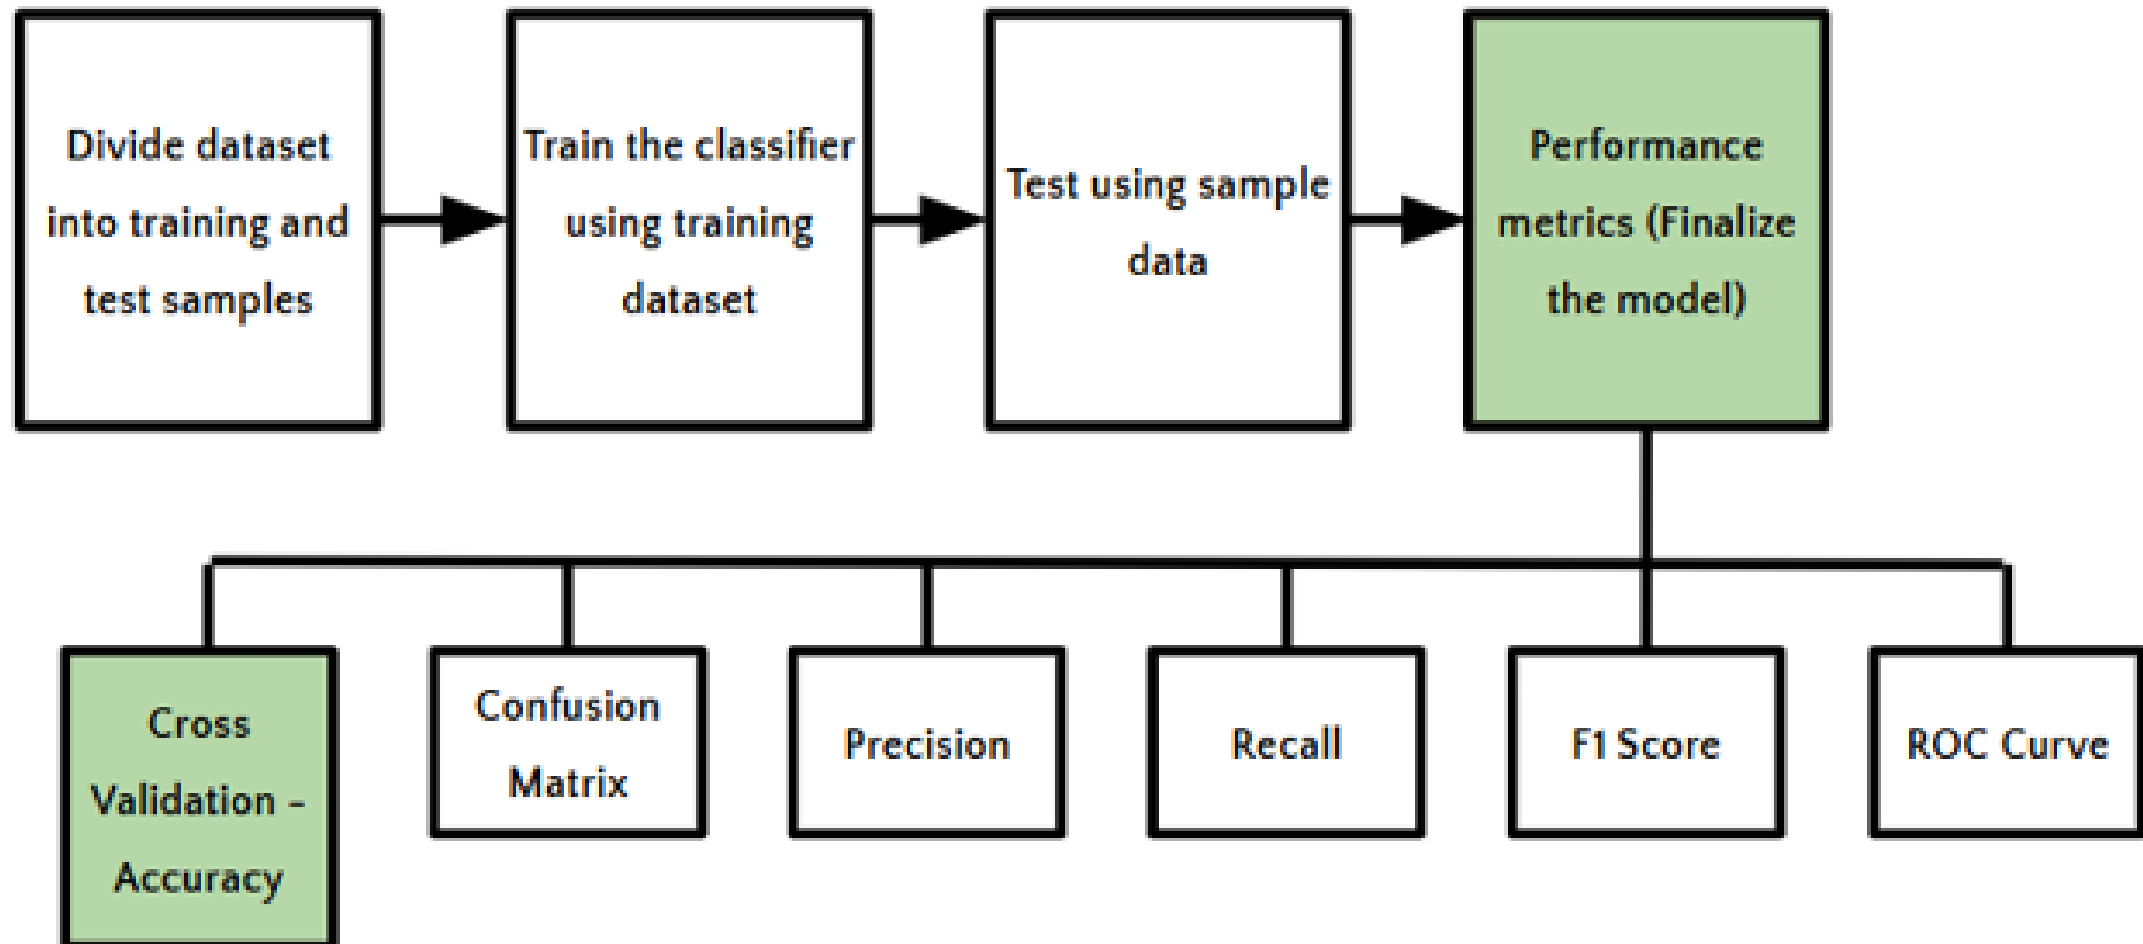 Divide dataset
into training and
test samples
Train the classifier
using training
dataset
Test using sample
data
Performance
metrics (Finalize
the model)
Cross
Validation –
Accuracy
Confusion
Matrix
Precision
Recall
F1 Score
ROC Curve